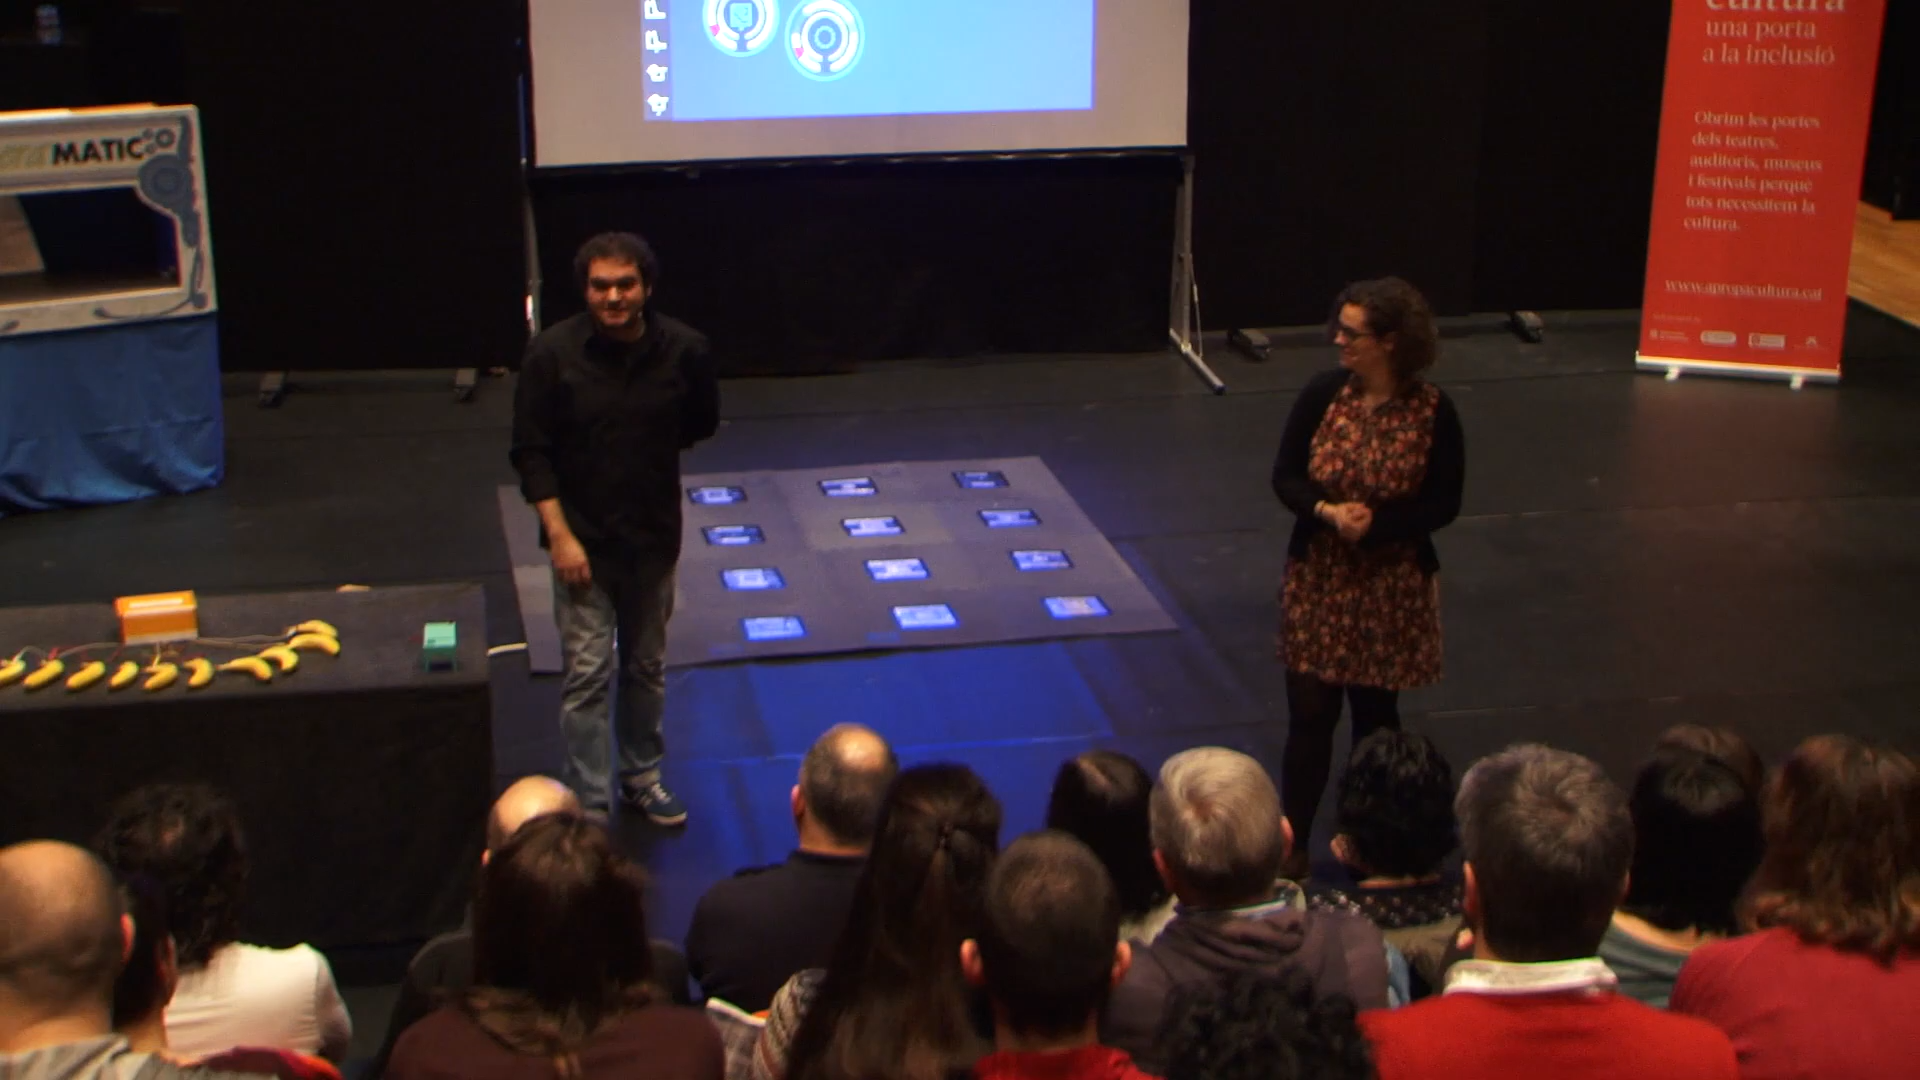 MATIC
cultura
una porta
a la inclusió
Obrim les portes
dels teatres,
auditoris, museus
i festivals perquè
tots necessitem la
cultura.
www.apropacultura.cat